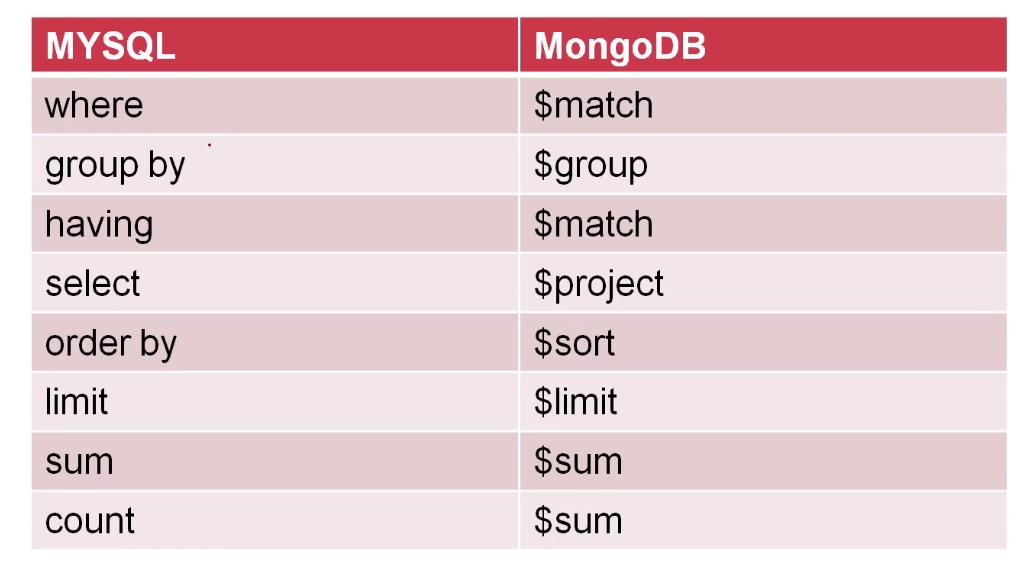 MYSQL MongoDB
where $match
group by $group
having $match
select $project
order by $sort
limit $limit
sum $sum
count $sum